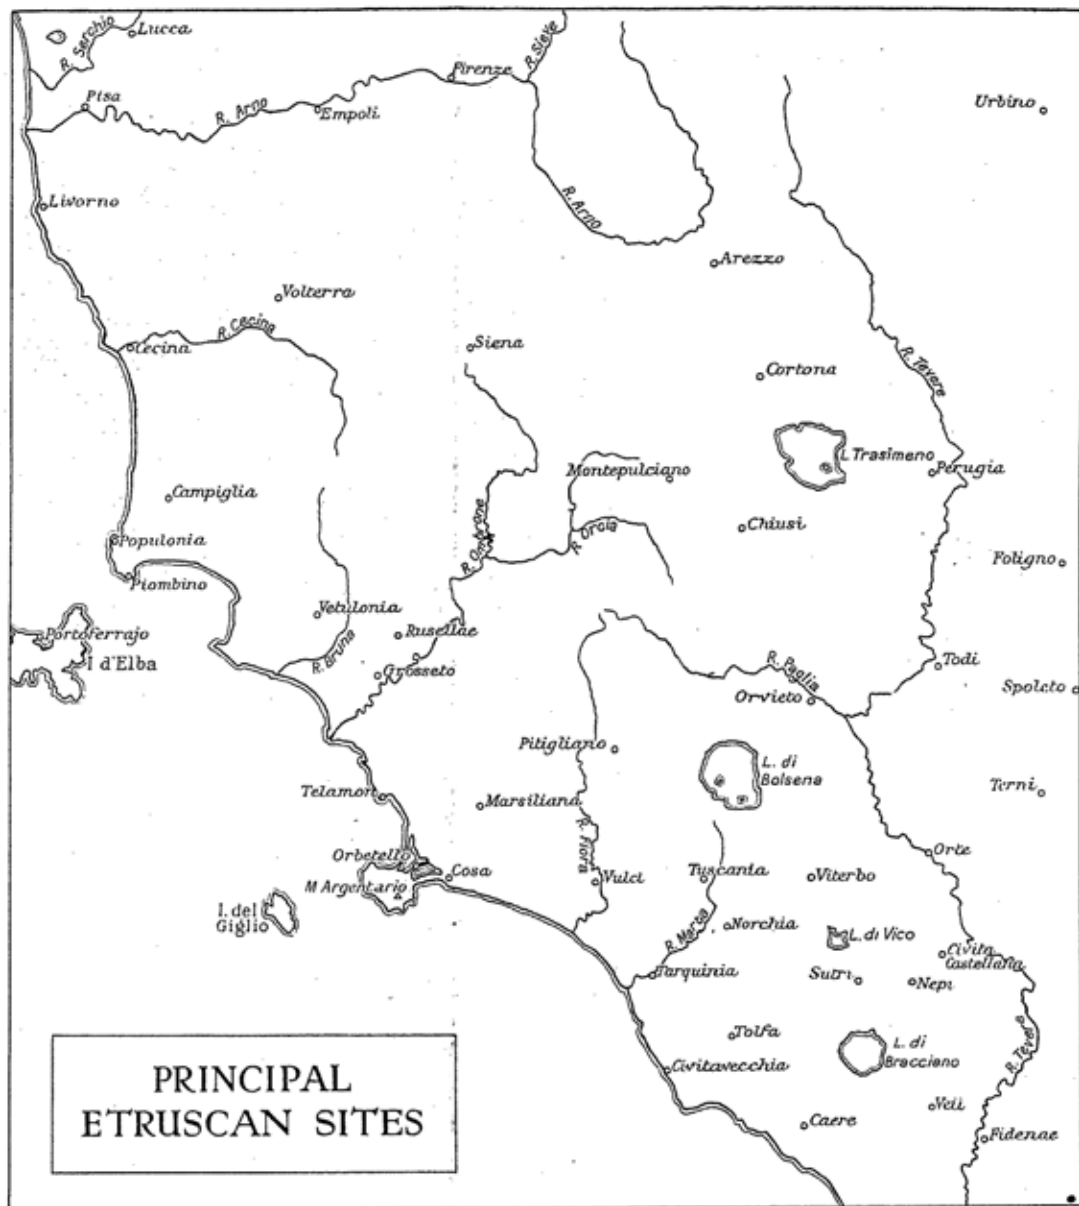 Lucca
R. Serchio
R. Sieve
Firenze
Pisa
R. Arno
Empoli
Urbino
Livorno
R. Arno
Arezzo
Volterra
R. Cecina
Cecina
Siena
R. Tevere
Cortona
L. Trasimeno
Perugia
Montepulciano
Campiglia
R. Ombrone
R. Orcia
Chiusi
Populonia
Foligno
Piombino
Vetulonia
Rusellae
Portoferrajo
I d'Elba
R. Bruna
Grosseto
R. Paglia
Todi
Orvieto
Spoleto
Pitigliano
L. di
Bolsena
Telamon
Marsiliana
Terni
R. Fiora
Orbetello
Cosa
M Argentario
Vulci
Tuscania
Viterbo
Orte
I. del
Giglio
R. Marta
Norchia
L. di Vico
Civita
Castellana
Tarquinia
Sutri
Nepi
Tolfa
L. di
Bracciano
Civitavecchia
R. Tevere
Caere
Veii
Fidenae
PRINCIPAL
ETRUSCAN SITES